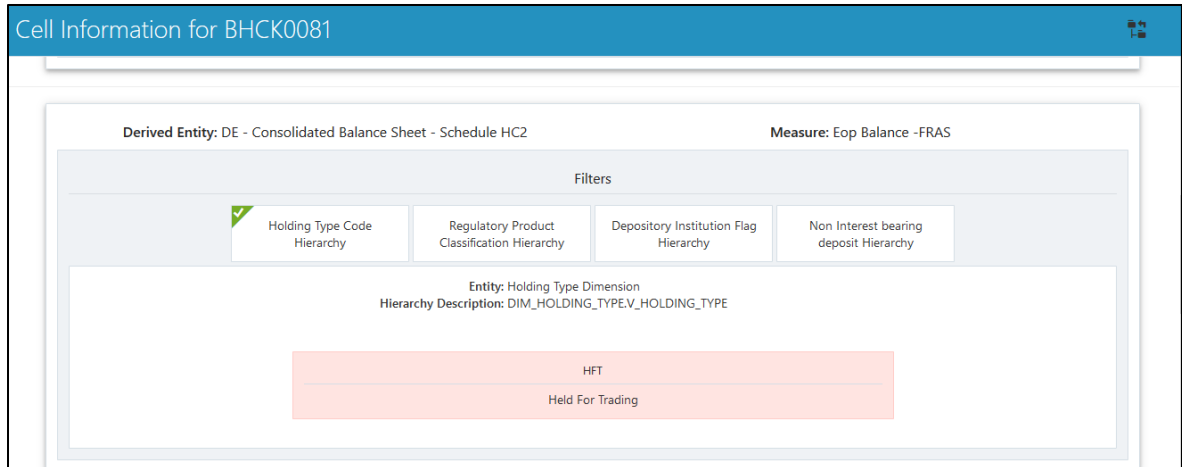 Cell Information for BHCK0081
Derived Entity: DE - Consolidated Balance Sheet - Schedule HC2
Measure: Eop Balance -FRAS
Filters
Holding Type Code
Hierarchy
Regulatory Product
Classification Hierarchy
Depository Institution Flag
Hierarchy
Non Interest bearing
deposit Hierarchy
Entity: Holding Type Dimension
Hierarchy Description: DIM_HOLDING_TYPE.V_HOLDING_TYPE
HFT
Held For Trading